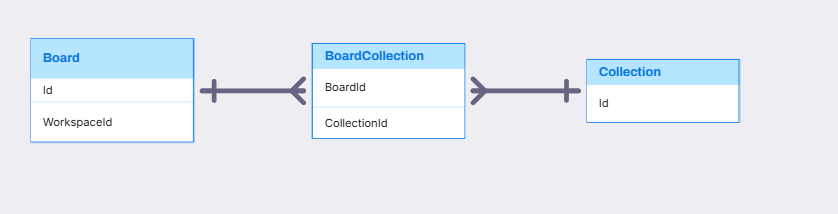 Board
Id
WorkspaceId
BoardCollection
BoardId
CollectionId
Collection
Id